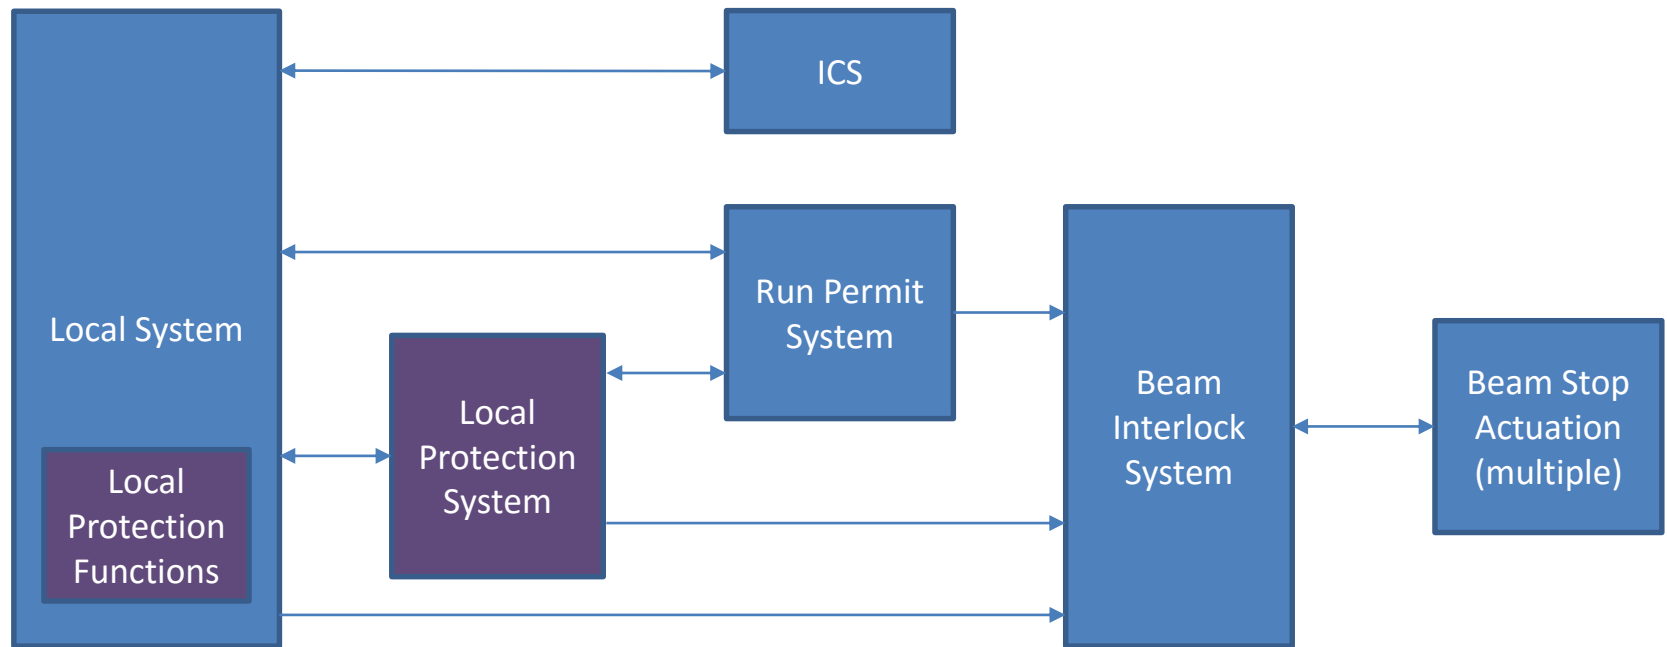 Local System
Local
Protection
Functions
Local
Protection
System
ICS
Run Permit
System
Beam
Interlock
System
Beam Stop
Actuation
(multiple)